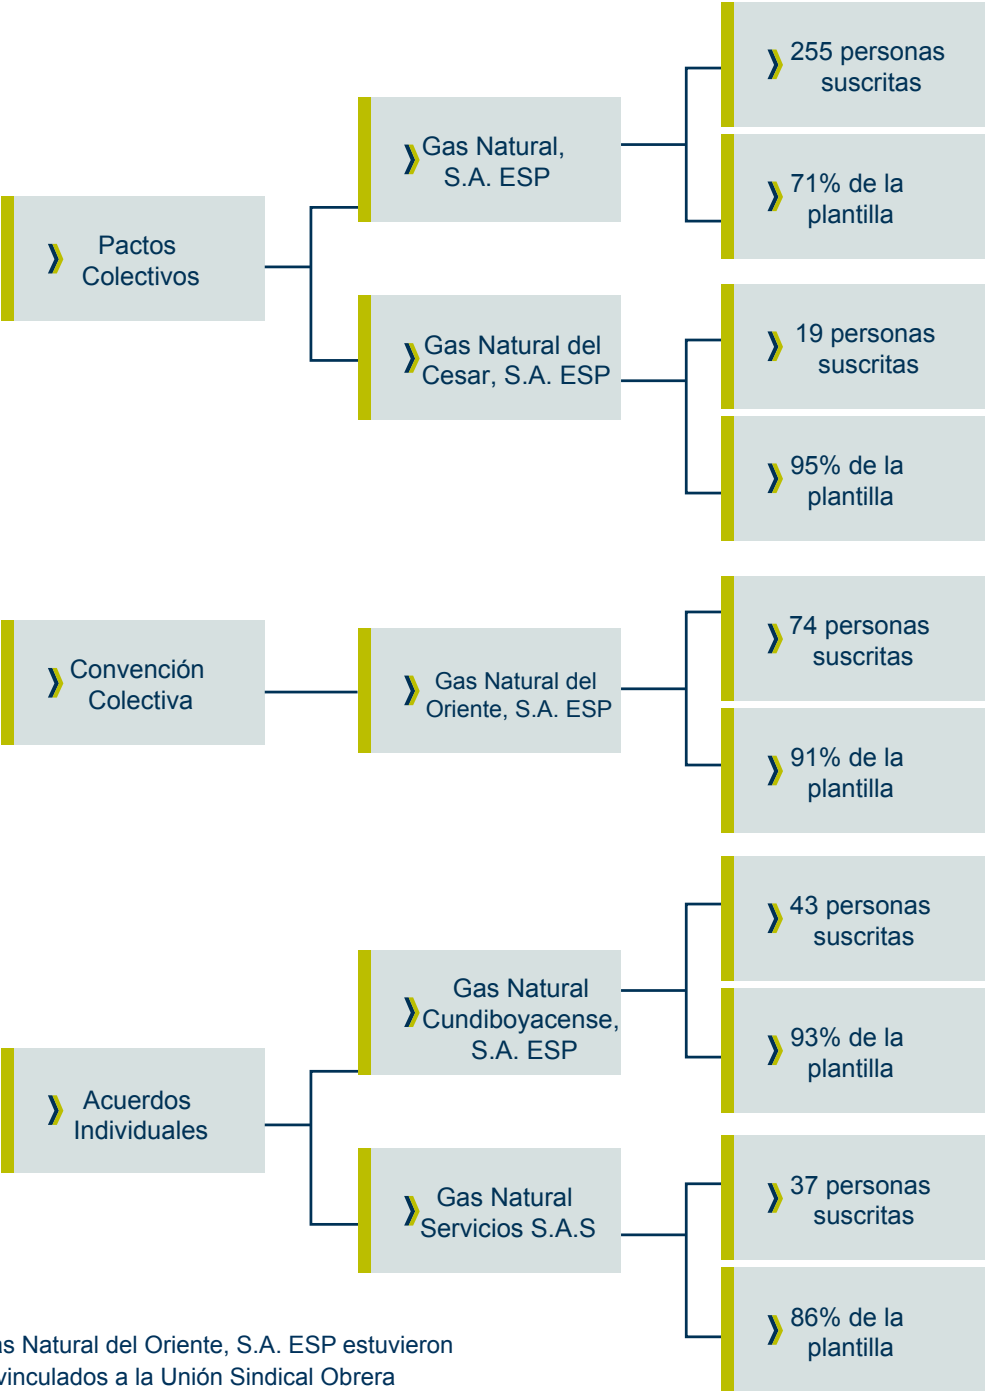 Pactos
Colectivos
Gas Natural,
S.A. ESP
255 personas
suscritas
71% de la
plantilla
Gas Natural del
Cesar, S.A. ESP
19 personas
suscritas
95% de la
plantilla
Convención
Colectiva
Gas Natural del
Oriente, S.A. ESP
74 personas
suscritas
91% de la
plantilla
Acuerdos
Individuales
Gas Natural
Cundiboyacense,
S.A. ESP
43 personas
suscritas
93% de la
plantilla
Gas Natural
Servicios S.A.S
37 personas
suscritas
86% de la
plantilla
Natural del Oriente, S.A. ESP estuvieron
vinculados a la Unión Sindical Obrera